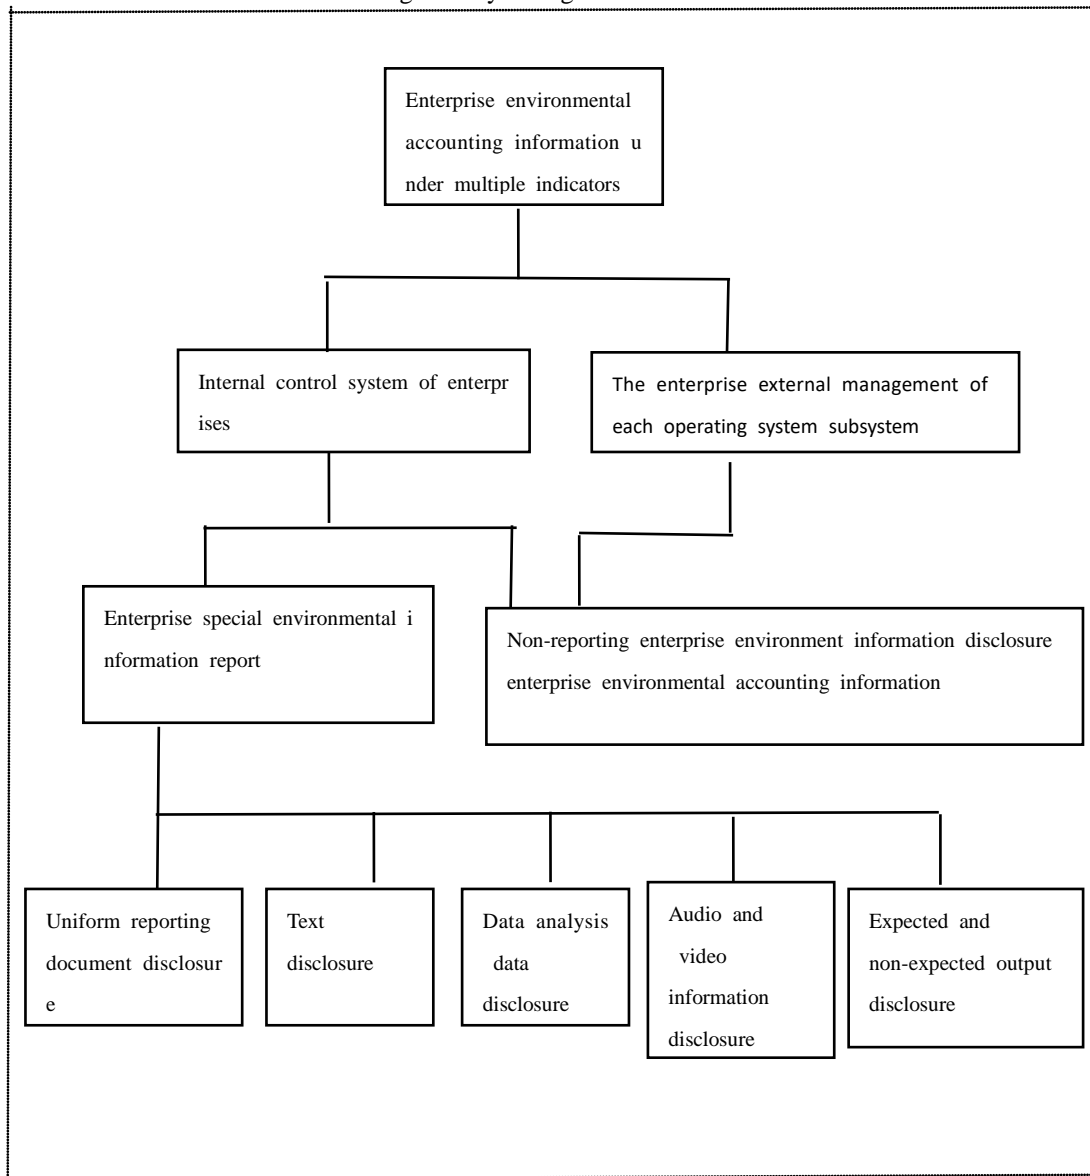 Enterprise environmental
accounting information u
nder multiple indicators
Internal control system of enterpr
ises
The enterprise external management of
each operating system subsystem
Enterprise special environmental i
nformation report
Non-reporting enterprise environment information disclosure
enterprise environmental accounting information
Uniform reporting
document disclosur
e
Text
disclosure
Data analysis
data
disclosure
Audio and
video
information
disclosure
Expected and
non-expected output
disclosure